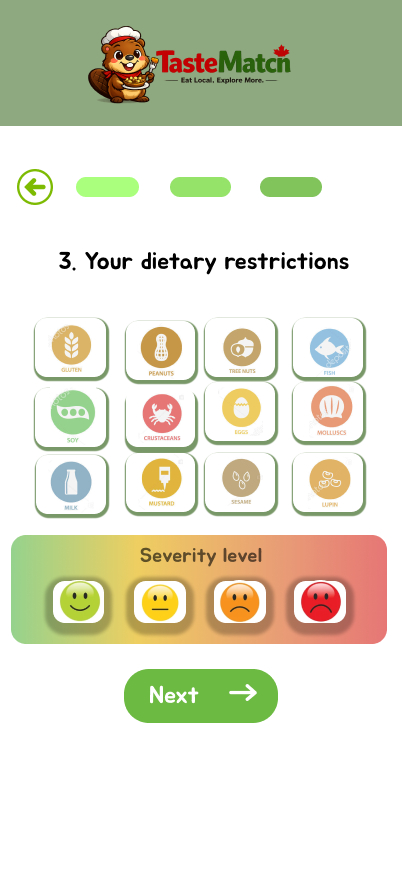 TasteMatch
Eat Local. Explore More.
3. Your dietary restrictions
GLUTEN
PEANUTS
TREE NUTS
FISH
SOY
CRUSTACEANS
EGGS
MOLLUSCS
MILK
MUSTARD
SESAME
LUPIN
Severity level
Next